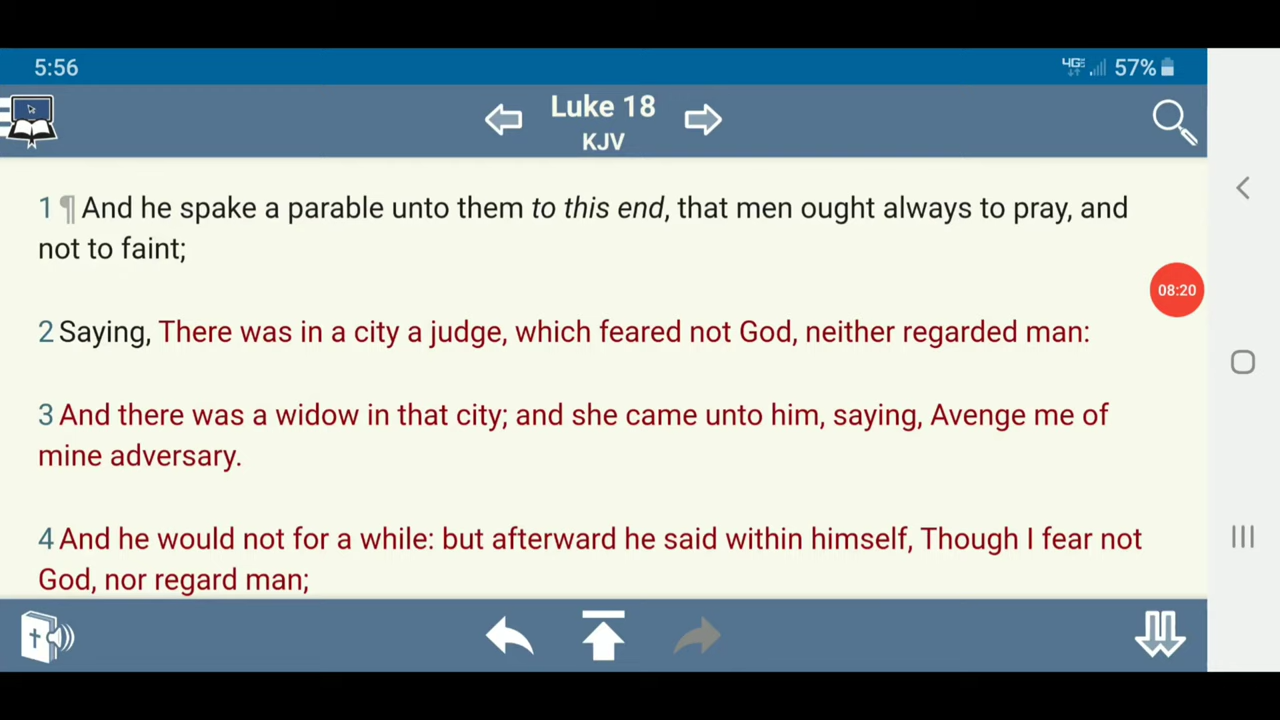 5:56
4GE 57%
Luke 18
KJV
1 ¶ And he spake a parable unto them to this end, that men ought always to pray, and
not to faint;
08:20
2 Saying, There was in a city a judge, which feared not God, neither regarded man:
3 And there was a widow in that city; and she came unto him, saying, Avenge me of
mine adversary.
4 And he would not for a while: but afterward he said within himself, Though I fear not
God, nor regard man;